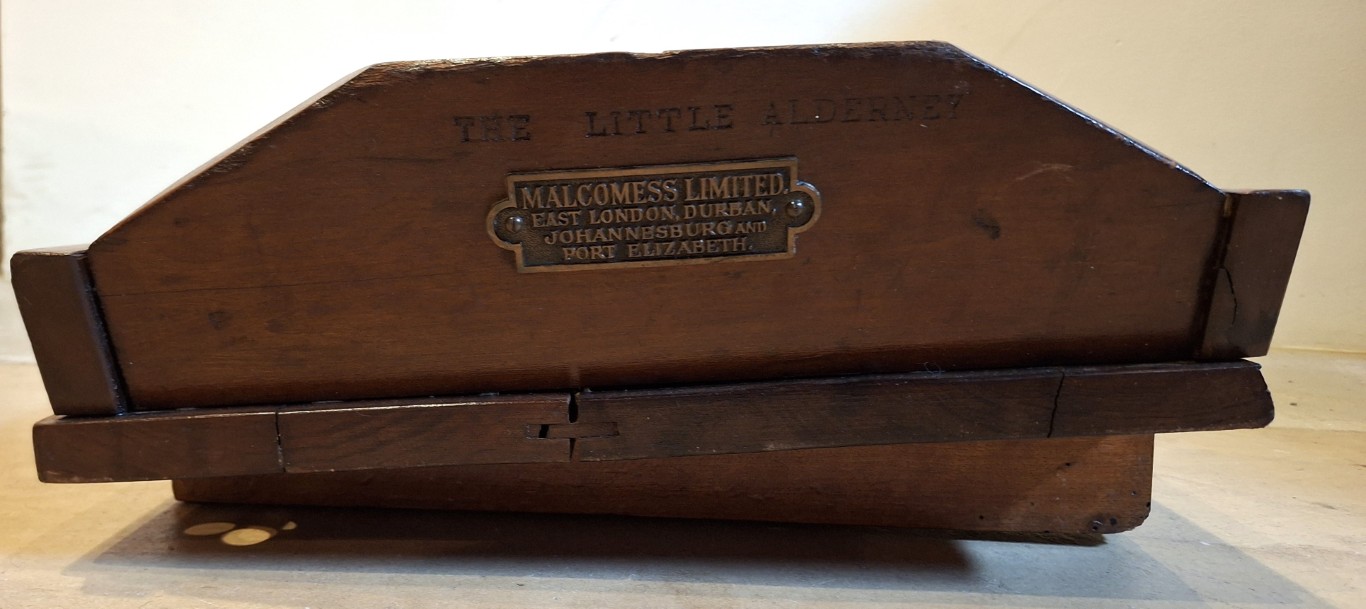 THE LITTLE ALDERNEY
MALCOMESS LIMITED.
EAST LONDON, DURBAN,
JOHANNESBURG AND
PORT ELIZABETH.